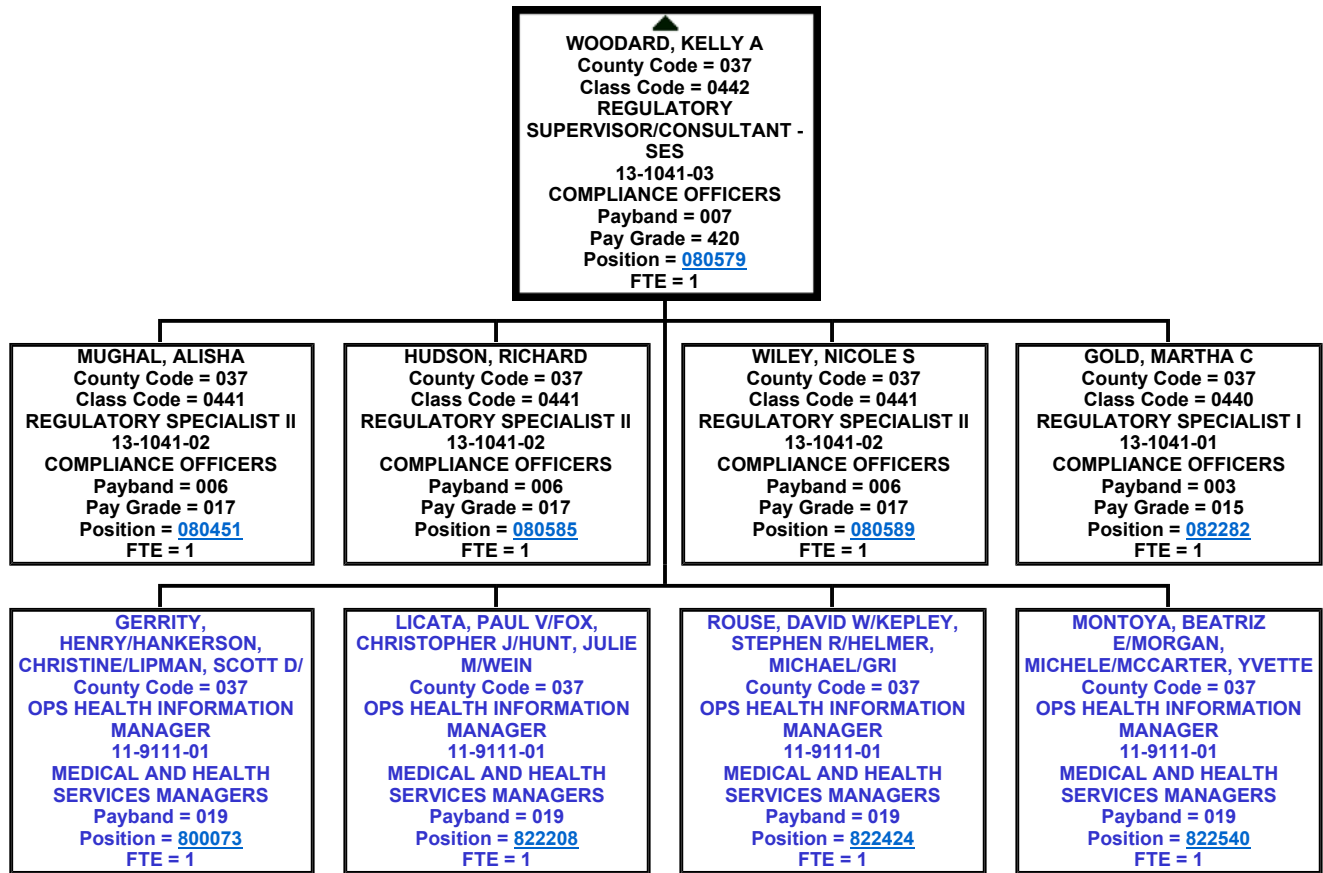 WOODARD, KELLY A
County Code = 037
Class Code = 0442
REGULATORY
SUPERVISOR/CONSULTANT -
SES
13-1041-03
COMPLIANCE OFFICERS
Payband = 007
Pay Grade = 420
Position = 080579
FTE = 1
MUGHAL, ALISHA
County Code = 037
Class Code = 0441
REGULATORY SPECIALIST II
13-1041-02
COMPLIANCE OFFICERS
Payband = 006
Pay Grade = 017
Position = 080451
FTE = 1
HUDSON, RICHARD
County Code = 037
Class Code = 0441
REGULATORY SPECIALIST II
13-1041-02
COMPLIANCE OFFICERS
Payband = 006
Pay Grade = 017
Position = 080585
FTE = 1
WILEY, NICOLE S
County Code = 037
Class Code = 0441
REGULATORY SPECIALIST II
13-1041-02
COMPLIANCE OFFICERS
Payband = 006
Pay Grade = 017
Position = 080589
FTE = 1
GOLD, MARTHA C
County Code = 037
Class Code = 0440
REGULATORY SPECIALIST I
13-1041-01
COMPLIANCE OFFICERS
Payband = 003
Pay Grade = 015
Position = 082282
FTE = 1
GERRITY,
HENRY/HANKERSON,
CHRISTINE/LIPMAN, SCOTT D/
County Code = 037
OPS HEALTH INFORMATION
MANAGER
11-9111-01
MEDICAL AND HEALTH
SERVICES MANAGERS
Payband = 019
Position = 800073
FTE = 1
LICATA, PAUL V/FOX,
CHRISTOPHER J/HUNT, JULIE
M/WEIN
County Code = 037
OPS HEALTH INFORMATION
MANAGER
11-9111-01
MEDICAL AND HEALTH
SERVICES MANAGERS
Payband = 019
Position = 822208
FTE = 1
ROUSE, DAVID W/KEPLEY,
STEPHEN R/HELMER,
MICHAEL/GRI
County Code = 037
OPS HEALTH INFORMATION
MANAGER
11-9111-01
MEDICAL AND HEALTH
SERVICES MANAGERS
Payband = 019
Position = 822424
FTE = 1
MONTOYA, BEATRIZ
E/MORGAN,
MICHELE/MCCARTER, YVETTE
County Code = 037
OPS HEALTH INFORMATION
MANAGER
11-9111-01
MEDICAL AND HEALTH
SERVICES MANAGERS
Payband = 019
Position = 822540
FTE = 1